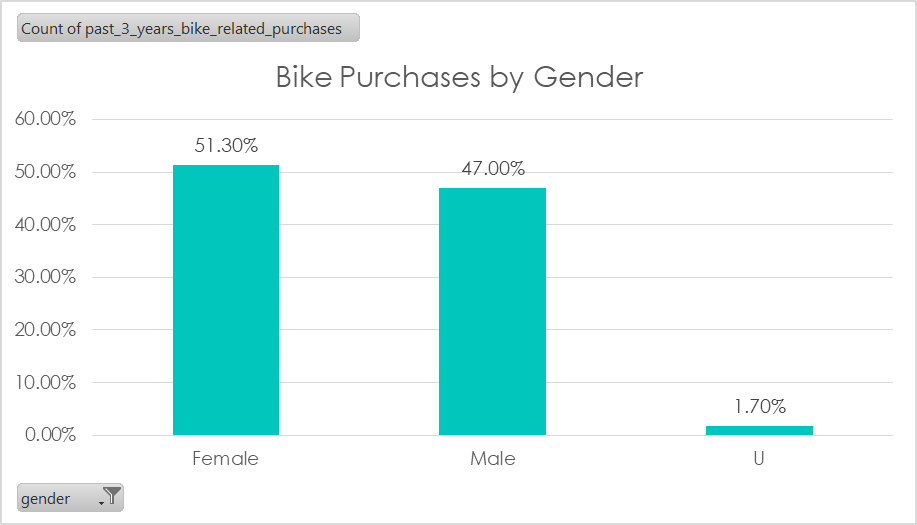 Count of past_3_years_bike_related_purchases
Bike Purchases by Gender
60.00%
50.00%
40.00%
30.00%
20.00%
10.00%
0.00%
51.30%
47.00%
1.70%
Female
Male
U
gender